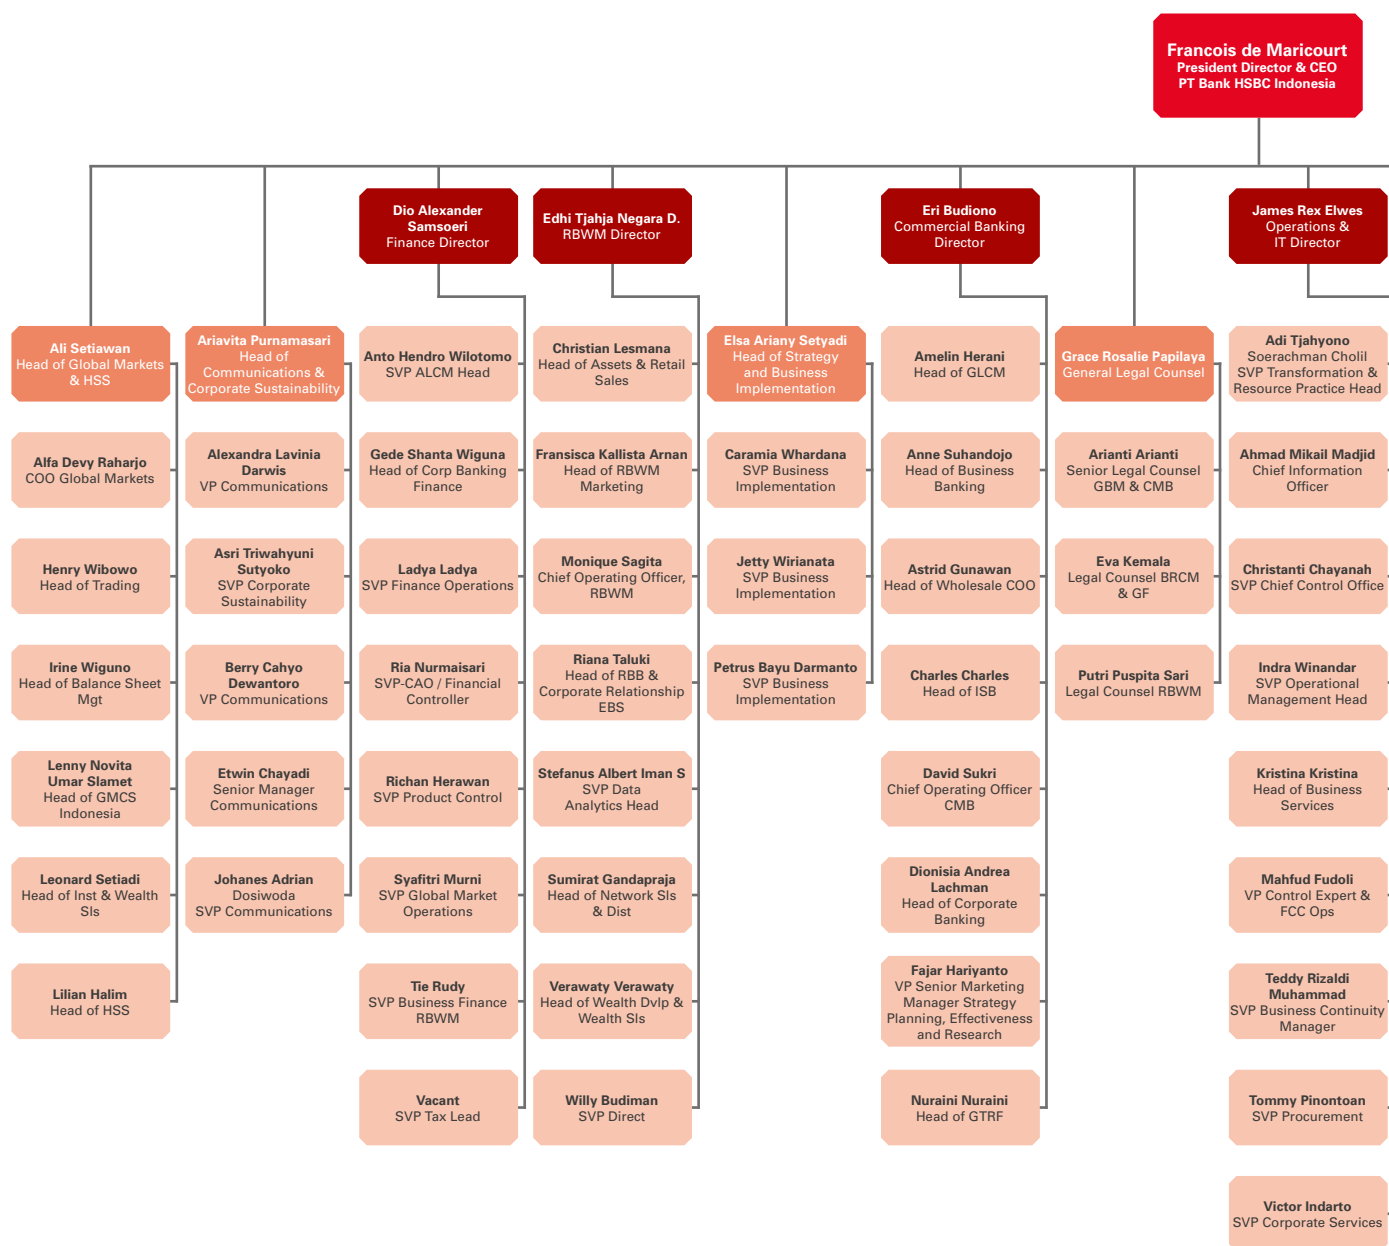 Francois de Maricourt
President Director & CEO
PT Bank HSBC Indonesia
Dio Alexander
Samsoeri
Finance Director
Edhi Tjahja Negara D.
RBWM Director
Eri Budiono
Commercial Banking
Director
James Rex Elwes
Operations &
IT Director
Ali Setiawan
Head of Global Markets
& HSS
Alfa Devy Raharjo
COO Global Markets
Henry Wibowo
Head of Trading
Irine Wiguno
Head of Balance Sheet
Mgt
Lenny Novita
Umar Slamet
Head of GMCS
Indonesia
Leonard Setiadi
Head of Inst & Wealth
Sls
Lilian Halim
Head of HSS
Ariavita Purnamasari
Head of
Communications &
Corporate Sustainability
Alexandra Lavinia
Darwis
VP Communications
Asri Triwahyuni
Sutyoko
SVP Corporate
Sustainability
Berry Cahyo
Dewantoro
VP Communications
Etwin Chayadi
Senior Manager
Communications
Johanes Adrian
Dosiwoda
SVP Communications
Anto Hendro Wilotomo
SVP ALCM Head
Gede Shanta Wiguna
Head of Corp Banking
Finance
Ladya Ladya
SVP Finance Operations
Ria Nurmaisari
SVP-CAO / Financial
Controller
Richan Herawan
SVP Product Control
Syafitri Murni
SVP Global Market
Operations
Tie Rudy
SVP Business Finance
RBWM
Vacant
SVP Tax Lead
Christian Lesmana
Head of Assets & Retail
Sales
Fransisca Kallista Arnan
Head of RBWM
Marketing
Monique Sagita
Chief Operating Officer,
RBWM
Riana Taluki
Head of RBB &
Corporate Relationship
EBS
Stefanus Albert Iman S
SVP Data
Analytics Head
Sumirat Gandapraja
Head of Network Sls
& Dist
Verawaty Verawaty
Head of Wealth Dvlp &
Wealth Sls
Willy Budiman
SVP Direct
Elsa Ariany Setyadi
Head of Strategy
and Business
Implementation
Caramia Whardana
SVP Business
Implementation
Jetty Wirianata
SVP Business
Implementation
Petrus Bayu Darmanto
SVP Business
Implementation
Amelin Herani
Head of GLCM
Anne Suhandojo
Head of Business
Banking
Astrid Gunawan
Head of Wholesale COO
Charles Charles
Head of ISB
David Sukri
Chief Operating Officer
CMB
Dionisia Andrea
Lachman
Head of Corporate
Banking
Fajar Hariyanto
VP Senior Marketing
Manager Strategy
Planning, Effectiveness
and Research
Nuraini Nuraini
Head of GTRF
Grace Rosalie Papilaya
General Legal Counsel
Arianti Arianti
Senior Legal Counsel
GBM & CMB
Eva Kemala
Legal Counsel BRCM
& GF
Putri Puspita Sari
Legal Counsel RBWM
Adi Tjahyono
Soerachman Cholil
SVP Transformation &
Resource Practice Head
Ahmad Mikail Madjid
Chief Information
Officer
Christanti Chayanah
SVP Chief Control Office
Indra Winandar
SVP Operational
Management Head
Kristina Kristina
Head of Business
Services
Mahfud Fudoli
VP Control Expert &
FCC Ops
Teddy Rizaldi
Muhammad
SVP Business Continuity
Manager
Tommy Pinontoan
SVP Procurement
Victor Indarto
SVP Corporate Services